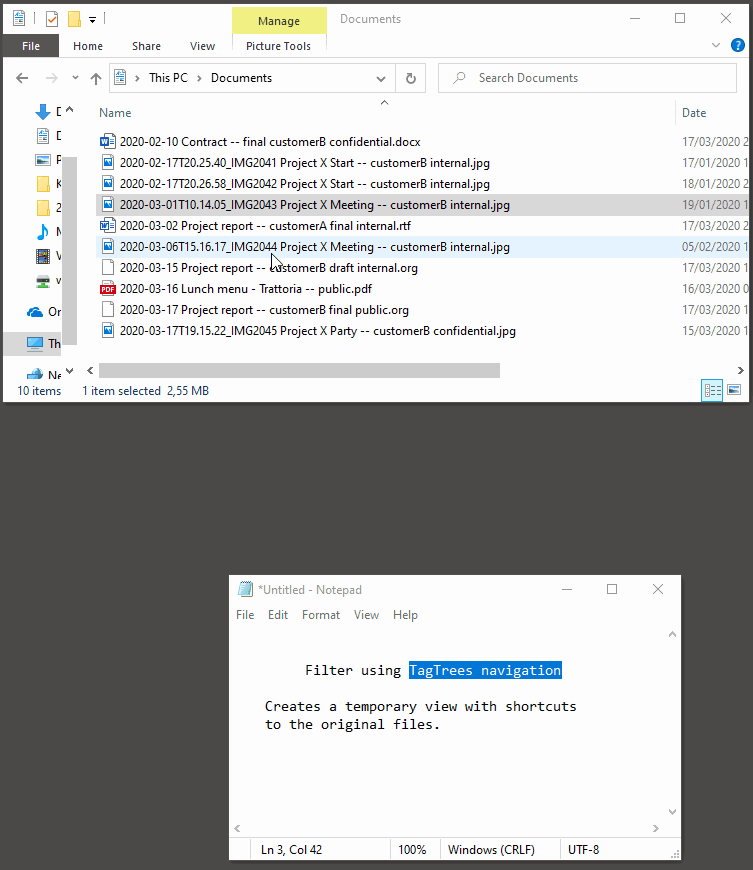 Manage
Documents
File
Home
Share
View
Picture Tools
This PC
Documents
Search Documents
Name
Date
2020-02-10 Contract -- final customerB confidential.docx
17/03/2020 2
2020-02-17T20.25.40_IMG2041 Project X Start -- customerB internal.jpg
17/01/2020 1
2020-02-17T20.26.58_IMG2042 Project X Start -- customerB internal.jpg
18/01/2020 2
2020-03-01T10.14.05_IMG2043 Project X Meeting -- customerB internal.jpg
19/01/2020 1
2020-03-02 Project report -- customerA final internal.rtf
17/03/2020 2
2020-03-06T15.16.17_IMG2044 Project X Meeting -- customerB internal.jpg
05/02/2020 1
2020-03-15 Project report -- customerB draft internal.org
17/03/2020 1
PDF
2020-03-16 Lunch menu - Trattoria -- public.pdf
16/03/2020 0
2020-03-17 Project report -- customerB final public.org
17/03/2020 1
2020-03-17T19.15.22_IMG2045 Project X Party -- customerB confidential.jpg
15/03/2020 1
Or
Th
Ne
10 items
1 item selected 2,55 MB
*Untitled - Notepad
File Edit Format View Help
Filter using TagTrees navigation
Creates a temporary view with shortcuts
to the original files.
Ln 3, Col 42
100%
Windows (CRLF)
UTF-8